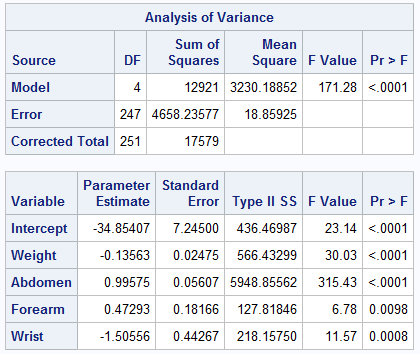 Analysis of Variance
Source DF Sum of Squares Mean Square F Value Pr > F
Model 4 12921 3230.18852 171.28 <.0001
Error 247 4658.23577 18.85925
Corrected Total 251 17579
Variable Parameter Estimate Standard Error Type II SS F Value Pr > F
Intercept -34.85407 7.24500 436.46987 23.14 <.0001
Weight -0.13563 0.02475 566.43299 30.03 <.0001
Abdomen 0.99575 0.05607 5948.85562 315.43 <.0001
Forearm 0.47293 0.18166 127.81846 6.78 0.0098
Wrist -1.50556 0.44267 218.15750 11.57 0.0008